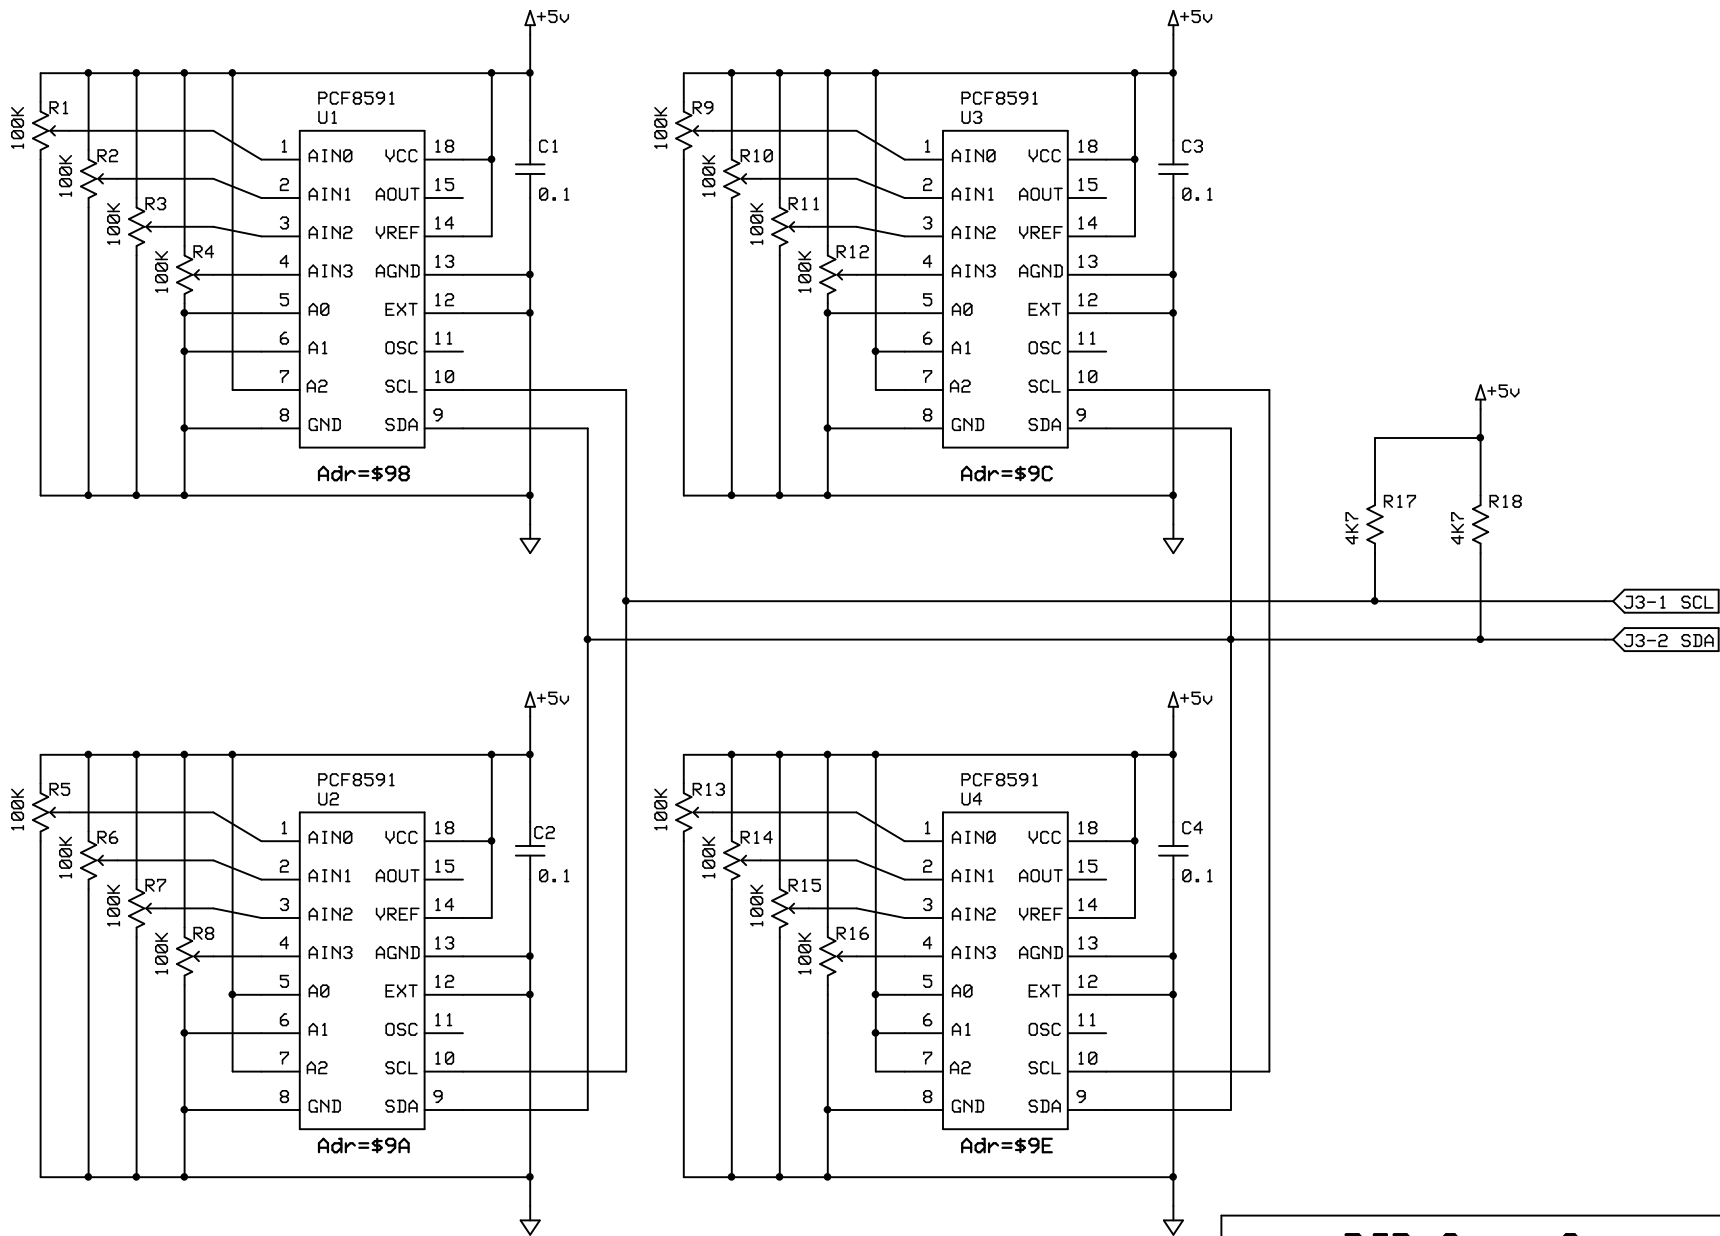 +5v
+5v
PCF8591
U1
R1
100K
R2
100K
R3
100K
R4
100K
1 AIN0 VCC 18
2 AIN1 AOUT 15
3 AIN2 VREF 14
4 AIN3 AGND 13
5 A0 EXT 12
6 A1 OSC 11
7 A2 SCL 10
8 GND SDA 9
C1
0.1
Adr=$98
PCF8591
U3
R9
100K
R10
100K
R11
100K
R12
100K
1 AIN0 VCC 18
2 AIN1 AOUT 15
3 AIN2 VREF 14
4 AIN3 AGND 13
5 A0 EXT 12
6 A1 OSC 11
7 A2 SCL 10
8 GND SDA 9
C3
0.1
Adr=$9C
+5v
R17
4K7
R18
4K7
J3-1 SCL
J3-2 SDA
+5v
+5v
PCF8591
U2
R5
100K
R6
100K
R7
100K
R8
100K
1 AIN0 VCC 18
2 AIN1 AOUT 15
3 AIN2 VREF 14
4 AIN3 AGND 13
5 A0 EXT 12
6 A1 OSC 11
7 A2 SCL 10
8 GND SDA 9
C2
0.1
Adr=$9A
PCF8591
U4
R13
100K
R14
100K
R15
100K
R16
100K
1 AIN0 VCC 18
2 AIN1 AOUT 15
3 AIN2 VREF 14
4 AIN3 AGND 13
5 A0 EXT 12
6 A1 OSC 11
7 A2 SCL 10
8 GND SDA 9
C4
0.1
Adr=$9E